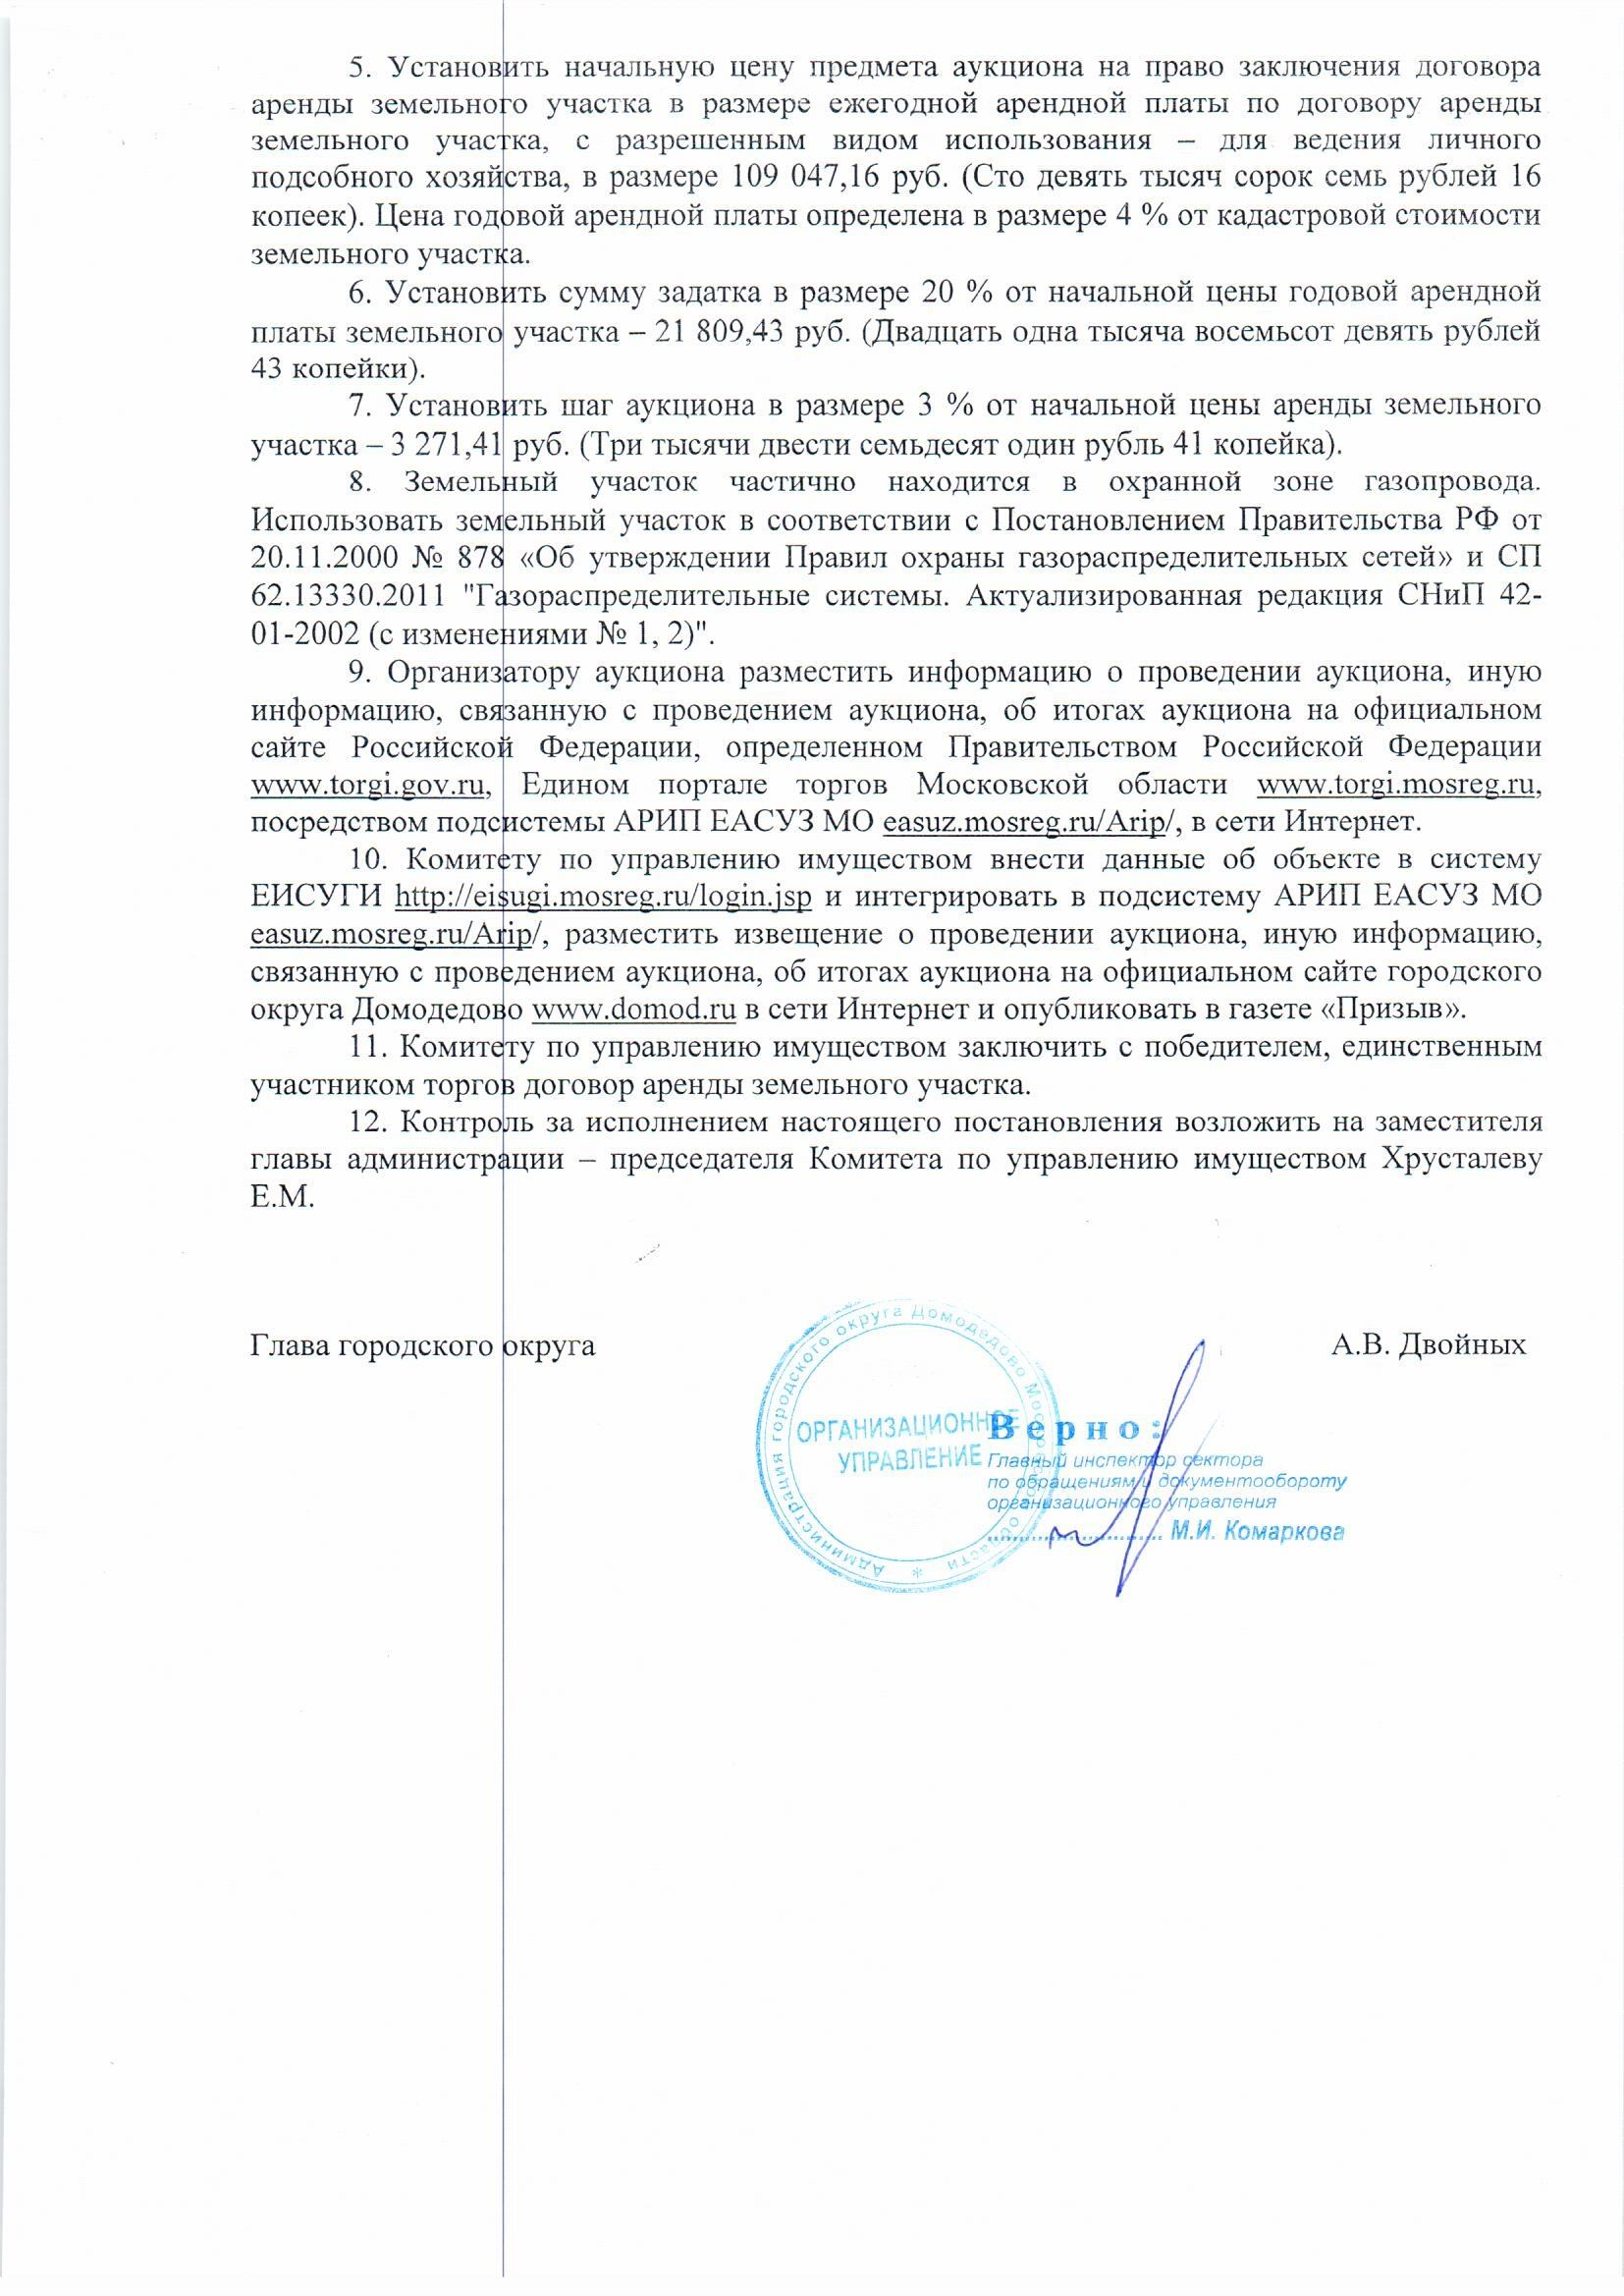 5. Установить начальную цену предмета аукциона на право заключения договора
аренды земельного участка в размере ежегодной арендной платы по договору аренды
земельного участка, с разрешенным видом использования – для ведения личного
подсобного хозяйства, в размере 109 047,16 руб. (Сто девять тысяч сорок семь рублей 16
копеек). Цена годовой арендной платы определена в размере 4 % от кадастровой стоимости
земельного участка.
6. Установить сумму задатка в размере 20 % от начальной цены годовой арендной
платы земельного участка – 21 809,43 руб. (Двадцать одна тысяча восемьсот девять рублей
43 копейки).
7. Установить шаг аукциона в размере 3 % от начальной цены аренды земельного
участка – 3 271,41 руб. (Три тысячи двести семьдесят один рубль 41 копейка).
8. Земельный участок частично находится в охранной зоне газопровода.
Использовать земельный участок в соответствии с Постановлением Правительства РФ от
20.11.2000 № 878 «Об утверждении Правил охраны газораспределительных сетей» и СП
62.13330.2011 "Газораспределительные системы. Актуализированная редакция СНиП 42-
01-2002 (с изменениями № 1, 2)".
9. Организатору аукциона разместить информацию о проведении аукциона, иную
информацию, связанную с проведением аукциона, об итогах аукциона на официальном
сайте Российской Федерации, определенном Правительством Российской Федерации
www.torgi.gov.ru, Едином портале торгов Московской области www.torgi.mosreg.ru,
посредством подсистемы АРИП ЕАСУЗ МО easuz.mosreg.ru/Arip/, в сети Интернет.
10. Комитету по управлению имуществом внести данные об объекте в систему
ЕИСУГИ http://eisugi.mosreg.ru/login.jsp и интегрировать в подсистему АРИП ЕАСУЗ МО
easuz.mosreg.ru/Arip/, разместить извещение о проведении аукциона, иную информацию,
связанную с проведением аукциона, об итогах аукциона на официальном сайте городского
округа Домодедово www.domod.ru в сети Интернет и опубликовать в газете «Призыв».
11. Комитету по управлению имуществом заключить с победителем, единственным
участником торгов договор аренды земельного участка.
12. Контроль за исполнением настоящего постановления возложить на заместителя
главы администрации – председателя Комитета по управлению имуществом Хрусталеву
Е.М.
Глава городского округа А.В. Двойных
Администрация городского округа Домодедово Московской области *
ОРГАНИЗАЦИОННОЕ
УПРАВЛЕНИЕ
Верно:
Главный инспектор сектора
по обращениям и документообороту
организационного управления
М.И. Комаркова